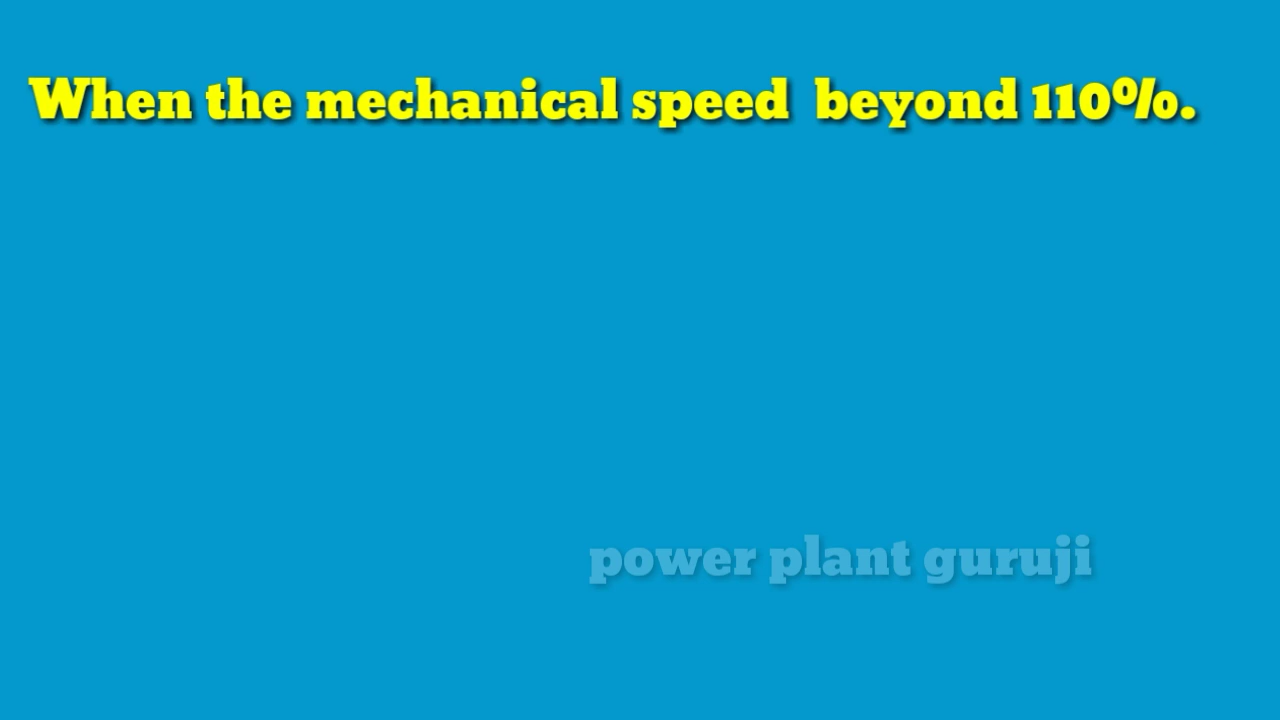 When the mechanical speed beyond 110%.
power plant guruji